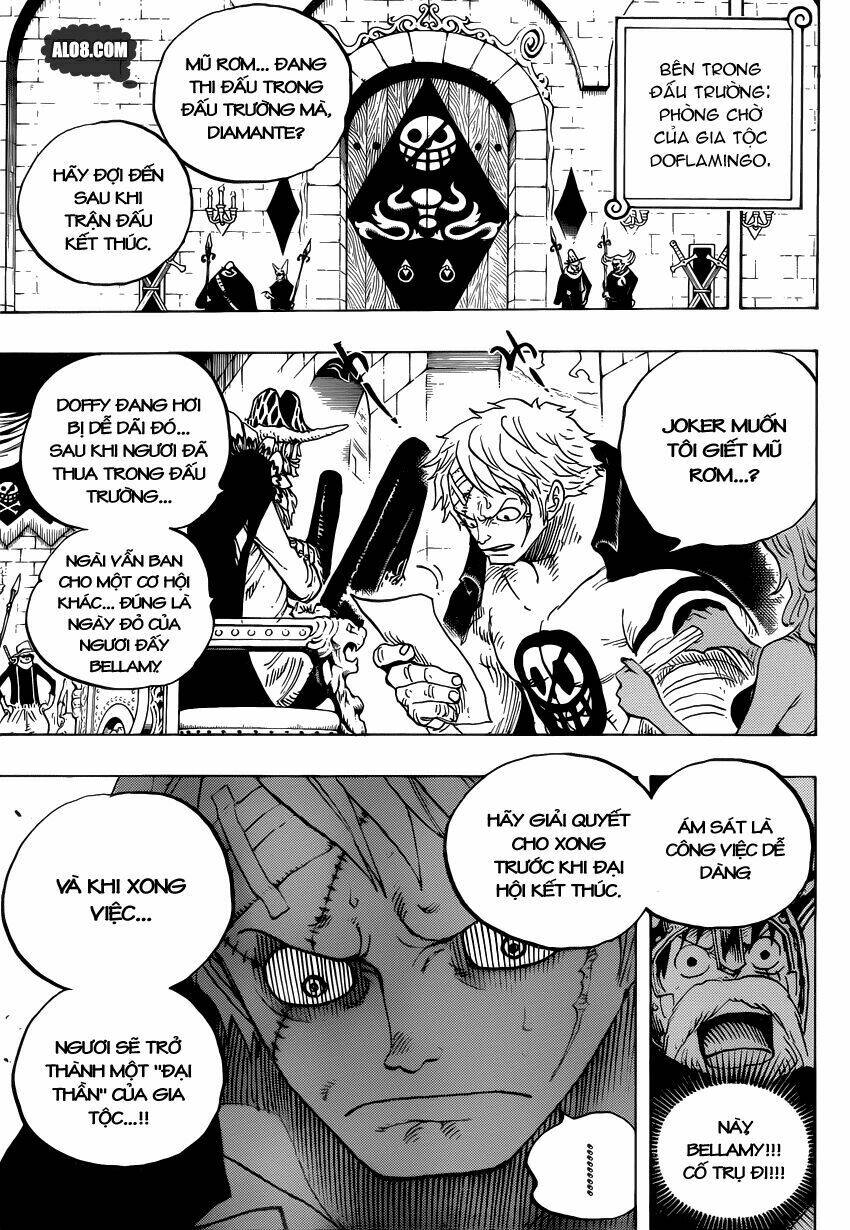 ALO8.COM
BÊN TRONG
ĐẤU TRƯỜNG:
PHÒNG CHỜ
CỦA GIA TỘC
DOFLAMINGO.
MŨ RƠM... ĐANG
THI ĐẤU TRONG
ĐẤU TRƯỜNG MÀ,
DIAMANTE?
HÃY ĐỢI ĐẾN
SAU KHI
TRẬN ĐẤU
KẾT THÚC.
JOKER MUỐN
TÔI GIẾT MŨ
RƠM...?
DOFFY ĐANG HƠI
BỊ DỄ DÃI ĐÓ...
SAU KHI NGƯƠI ĐÃ
THUA TRONG ĐẤU
TRƯỜNG...
NGÀI VẪN BAN
CHO MỘT CƠ HỘI
KHÁC... ĐÚNG LÀ
NGÀY ĐỎ CỦA
NGƯƠI ĐẤY
BELLAMY.
ÁM SÁT LÀ
CÔNG VIỆC DỄ
DÀNG.
HÃY GIẢI QUYẾT
CHO XONG
TRƯỚC KHI ĐẠI
HỘI KẾT THÚC.
VÀ KHI XONG
VIỆC...
NGƯƠI SẼ TRỞ
THÀNH MỘT "ĐẠI
THẦN" CỦA GIA
TỘC...!!
.........
NÀY,
BELLAMY!!!
CỐ TRỤ ĐI!!!